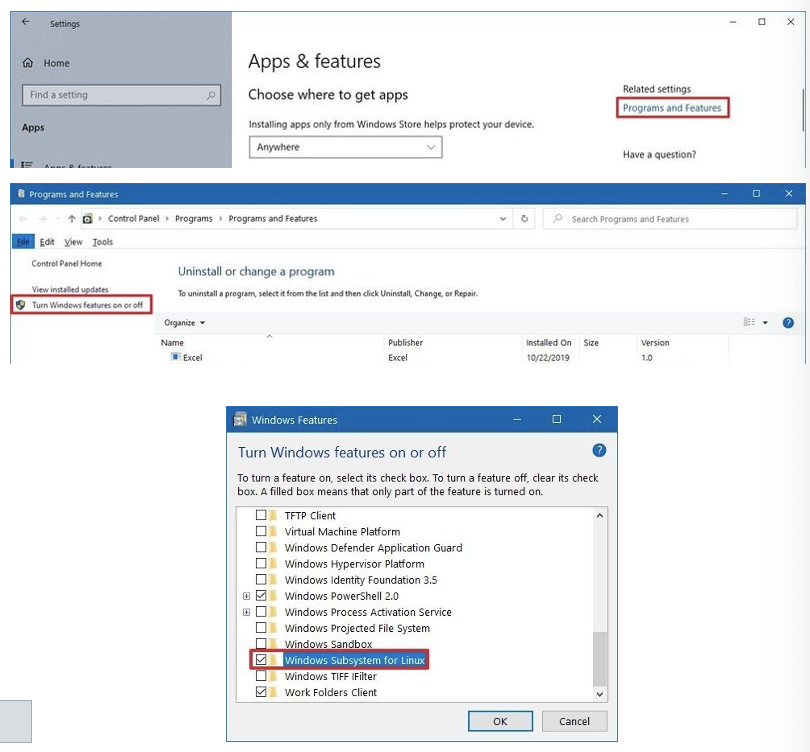 Settings
Home
Find a setting
Apps
Apps & features
Apps & features
Choose where to get apps
Installing apps only from Windows Store helps protect your device.
Anywhere
Related settings
Programs and Features
Have a question?
Programs and Features
Control Panel > Programs > Programs and Features
Search Programs and Features
File Edit View Tools
Control Panel Home
View installed updates
Turn Windows features on or off
Uninstall or change a program
To uninstall a program, select it from the list and then click Uninstall, Change, or Repair.
Organize
Name Publisher Installed On Size Version
Excel Excel 10/22/2019 1.0
Windows Features
Turn Windows features on or off
To turn a feature on, select its check box. To turn a feature off, clear its check
box. A filled box means that only part of the feature is turned on.
TFTP Client
Virtual Machine Platform
Windows Defender Application Guard
Windows Hypervisor Platform
Windows Identity Foundation 3.5
Windows PowerShell 2.0
Windows Process Activation Service
Windows Projected File System
Windows Sandbox
Windows Subsystem for Linux
Windows TIFF IFilter
Work Folders Client
OK Cancel